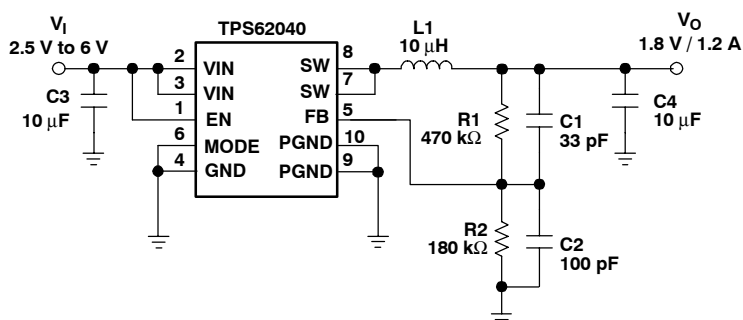 TPS62040
VI
2.5 V to 6 V
C3
10 µF
2
3
1
6
4
VIN
VIN
EN
MODE
GND
SW
SW
FB
PGND
PGND
8
7
5
10
9
L1
10 µH
R1
470 kΩ
C1
33 pF
R2
180 kΩ
C2
100 pF
C4
10 µF
VO
1.8 V / 1.2 A